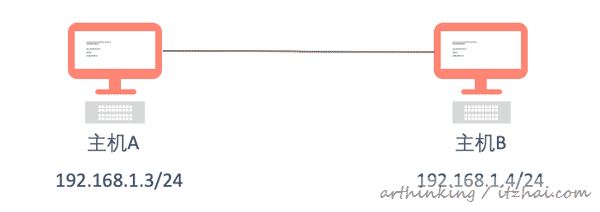 主机A
主机B
192.168.1.3/24
192.168.1.4/24
arthinking / itzhai.com